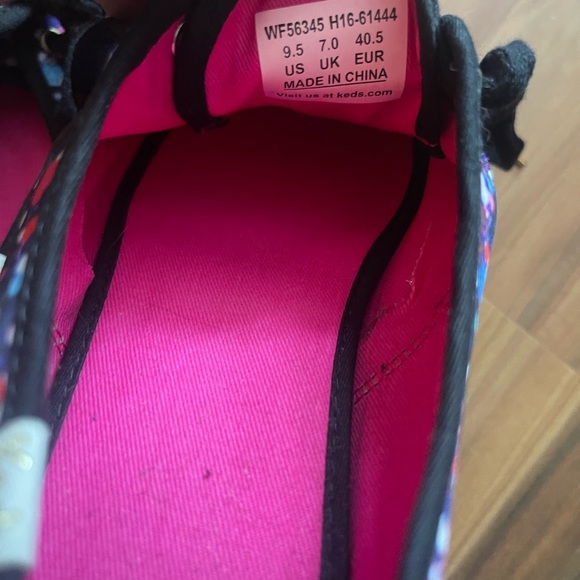 WF56345 H16-61444
9.5 7.0 40.5
US UK EUR
MADE IN CHINA
Visit us at keds.com